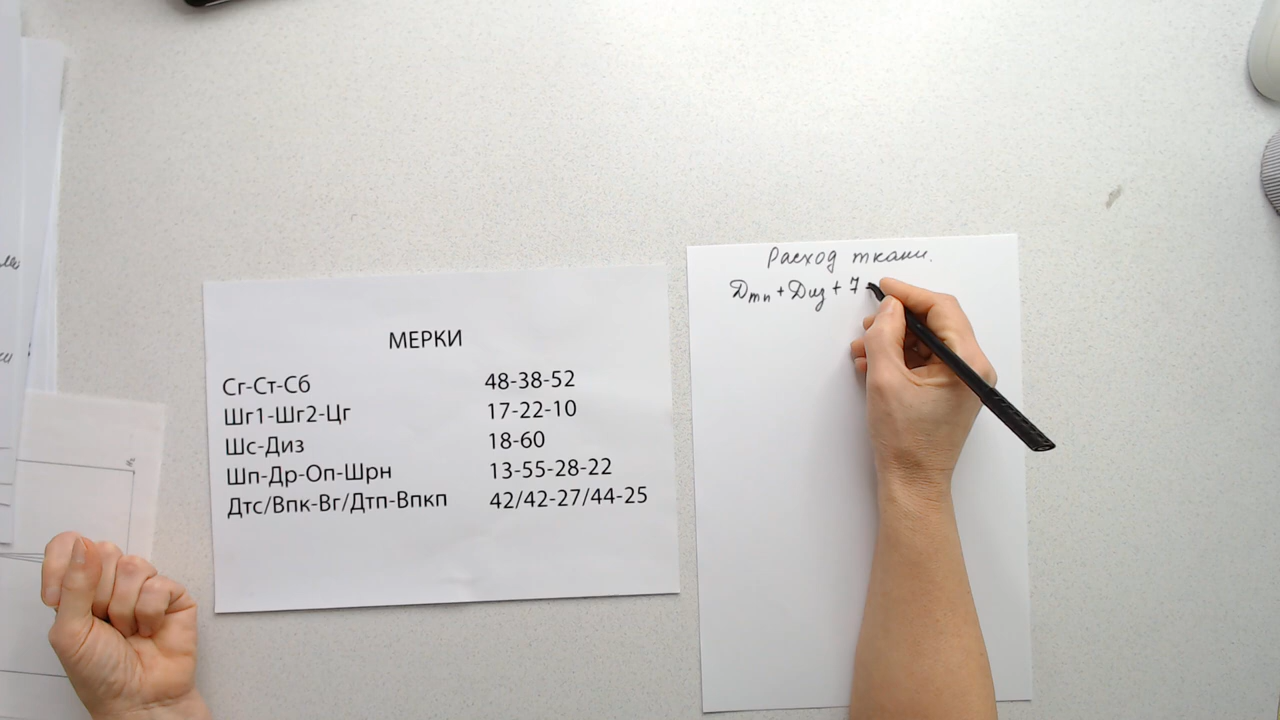 МЕРКИ
Сг-Ст-Сб 48-38-52
Шг1-Шг2-Цг 17-22-10
Шс-Диз 18-60
Шп-Др-Оп-Шрн 13-55-28-22
Дтс/Впк-Вг/Дтп-Впкп 42/42-27/44-25
Расход ткани.
Дтп + Диз + 7